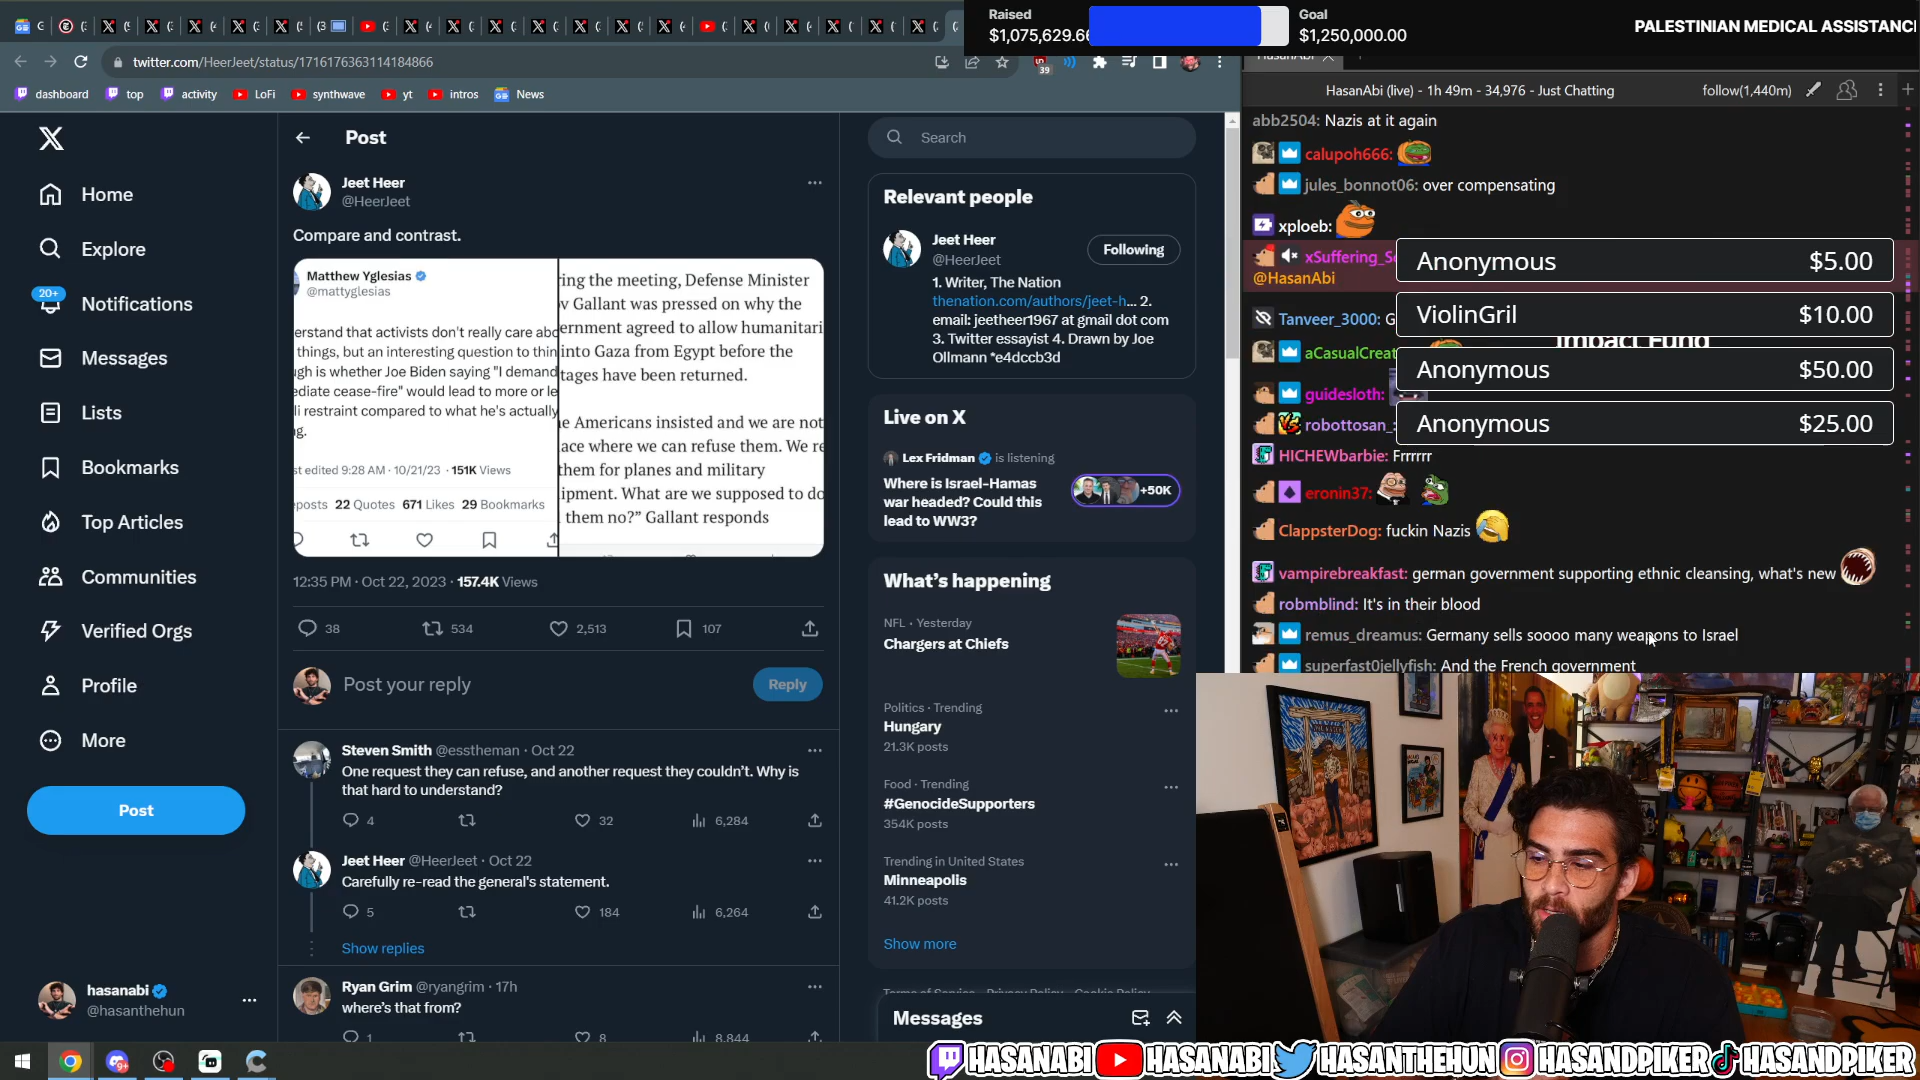 twitter.com/HeerJeet/status/1716176363114184866
dashboard
top
activity
LoFi
synthwave
yt
intros
News
Raised
$1,075,629.66
Goal
$1,250,000.00
PALESTINIAN MEDICAL ASSISTANC
39
X
Home
Explore
20+
Notifications
Messages
Lists
Bookmarks
Top Articles
Communities
Verified Orgs
Profile
More
Post
hasanabi
@hasanthehun
Post
Jeet Heer
@HeerJeet
Compare and contrast.
Matthew Yglesias
@mattyglesias
erstand that activists don't really care abo
things, but an interesting question to thin
gh is whether Joe Biden saying "I demand
ediate cease-fire" would lead to more or le
li restraint compared to what he's actually
g.
st edited 9:28 AM · 10/21/23 · 151K Views
posts 22 Quotes 671 Likes 29 Bookmarks
ring the meeting, Defense Minister
v Gallant was pressed on why the
ernment agreed to allow humanitari
into Gaza from Egypt before the
tages have been returned.
e Americans insisted and we are not
lace where we can refuse them. We re
them for planes and military
ipment. What are we supposed to do
them no?” Gallant responds
12:35 PM · Oct 22, 2023 · 157.4K Views
38 534 2,513 107
Post your reply
Reply
Steven Smith @esstheman · Oct 22
One request they can refuse, and another request they couldn’t. Why is
that hard to understand?
4 32 6,284
Jeet Heer @HeerJeet · Oct 22
Carefully re-read the general's statement.
5 184 6,264
Show replies
Ryan Grim @ryangrim · 17h
where’s that from?
1 8 8,844
Search
Relevant people
Jeet Heer
@HeerJeet
Following
1. Writer, The Nation
thenation.com/authors/jeet-h… 2.
email: jeetheer1967 at gmail dot com
3. Twitter essayist 4. Drawn by Joe
Ollmann *e4dccb3d
Live on X
Lex Fridman is listening
Where is Israel-Hamas
war headed? Could this
lead to WW3?
+50K
What’s happening
NFL · Yesterday
Chargers at Chiefs
Politics · Trending
Hungary
21.3K posts
Food · Trending
#GenocideSupporters
354K posts
Trending in United States
Minneapolis
41.2K posts
Show more
Terms of Service Privacy Policy Cookie Policy
Messages
HasanAbi
HasanAbi (live) - 1h 49m - 34,976 - Just Chatting
follow(1,440m)
abb2504: Nazis at it again
calupoh666:
jules_bonnot06: over compensating
xploeb:
xSuffering_S
@HasanAbi
Tanveer_3000: G
aCasualCreat
guidesloth:
robottosan_:
HICHEWbarbie: Frrrrrr
eronin37:
ClappsterDog: fuckin Nazis
vampirebreakfast: german government supporting ethnic cleansing, what's new
robmblind: It's in their blood
remus_dreamus: Germany sells soooo many weapons to Israel
superfast0jellyfish: And the French government
Anonymous $5.00
ViolinGril $10.00
Impact Fund
Anonymous $50.00
Anonymous $25.00
HASANABI HASANABI HASANTHEHUN HASANDPIKER HASANDPIKER